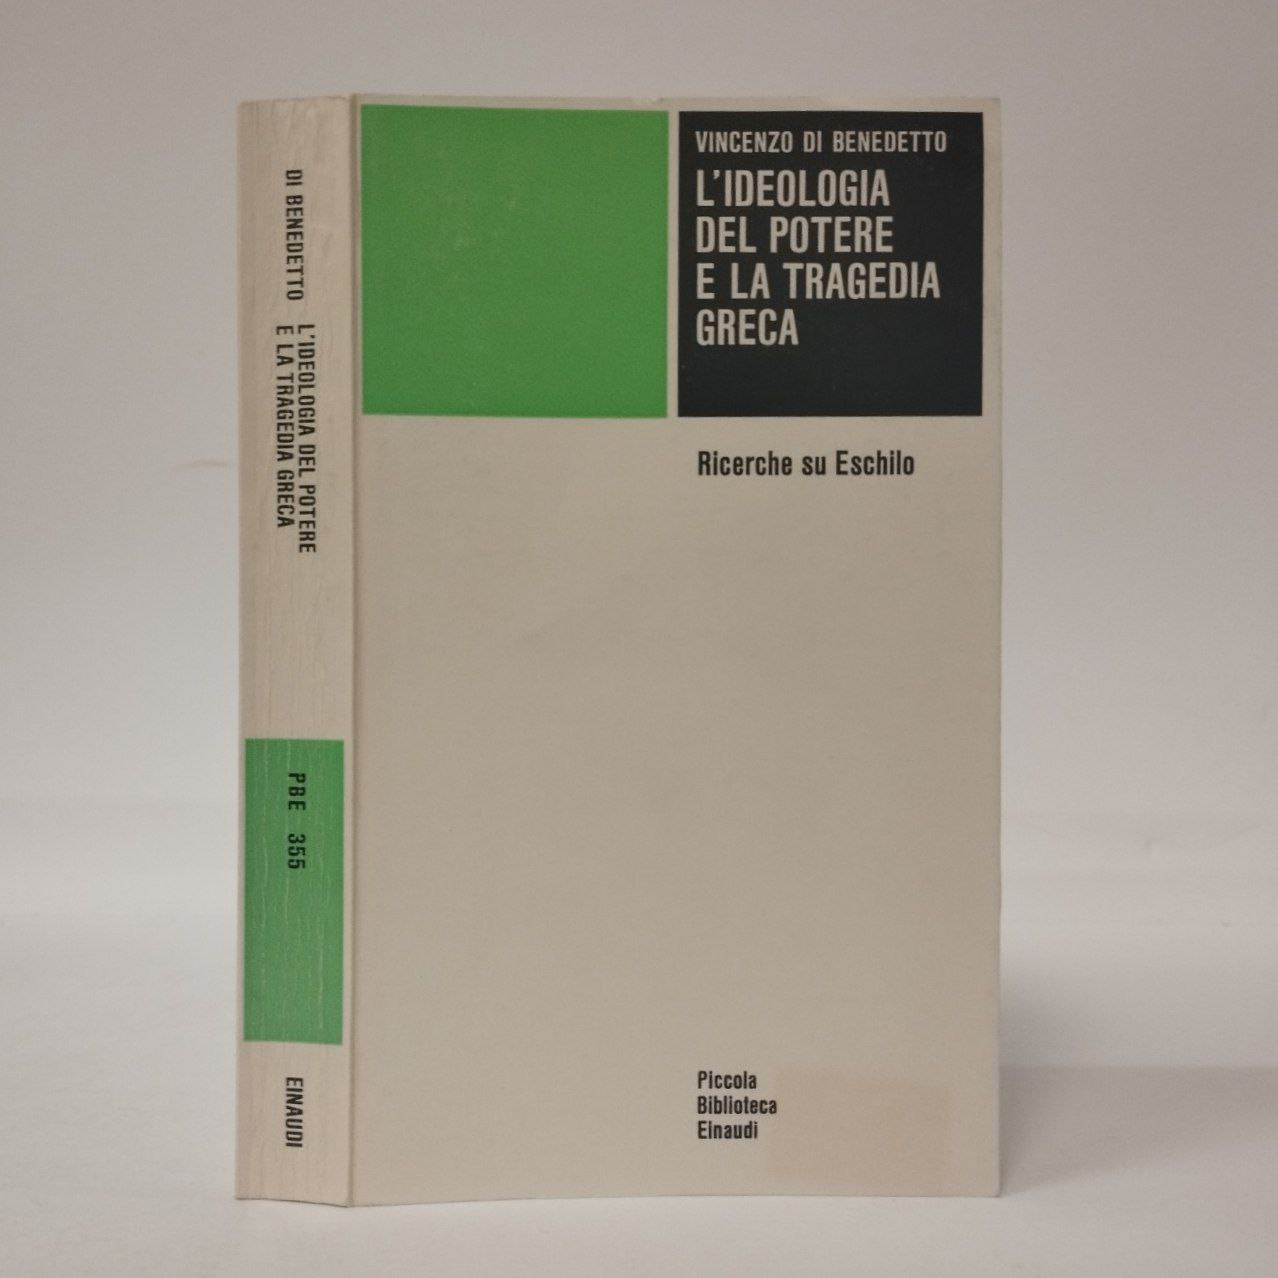 DI BENEDETTO
L'IDEOLOGIA DEL POTERE
E LA TRAGEDIA GRECA
PBE 355
EINAUDI
VINCENZO DI BENEDETTO
L'IDEOLOGIA
DEL POTERE
E LA TRAGEDIA
GRECA
Ricerche su Eschilo
Piccola
Biblioteca
Einaudi